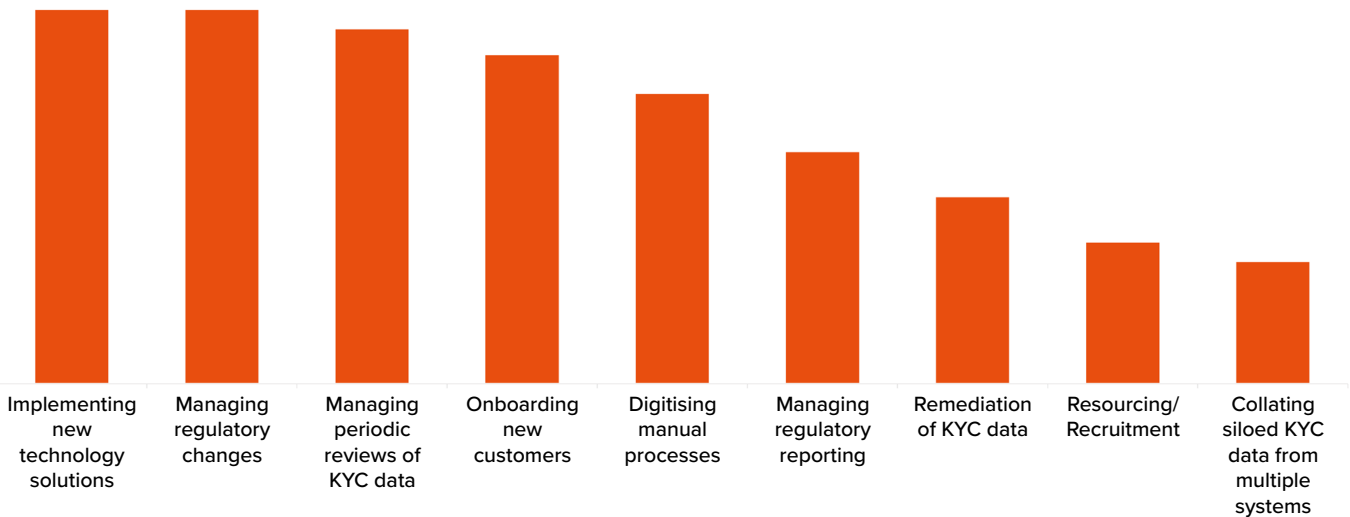 Implementing
new
technology
solutions
Managing
regulatory
changes
Managing
periodic
reviews of
KYC data
Onboarding
new
customers
Digitising
manual
processes
Managing
regulatory
reporting
Remediation
of KYC data
Resourcing/
Recruitment
Collating
siloed KYC
data from
multiple
systems